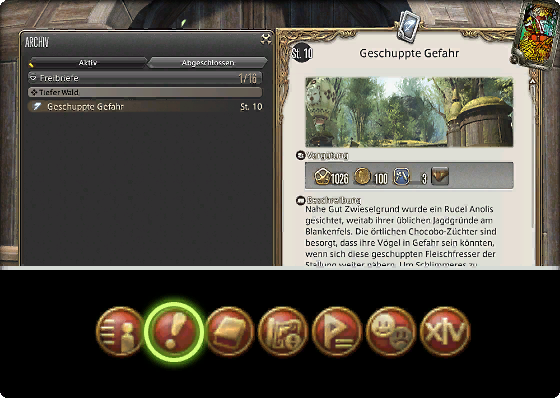 ARCHIV
Aktiv
Abgeschlossen
Freibriefe
1/16
Tiefer Wald
Geschuppte Gefahr
St. 10
St. 10
Geschuppte Gefahr
Vergütung
1026
100
3
Beschreibung
Nahe Gut Zwieselgrund wurde ein Rudel Anolis
gesichtet, weitab ihrer üblichen Jagdgründe am
Blankenfels. Die örtlichen Chocobo-Züchter sind
besorgt, dass ihre Vögel in Gefahr sein könnten,
wenn sich diese geschuppten Fleischfresser der
Stallung weiter nähern. Um Schlimmeres zu
XIV